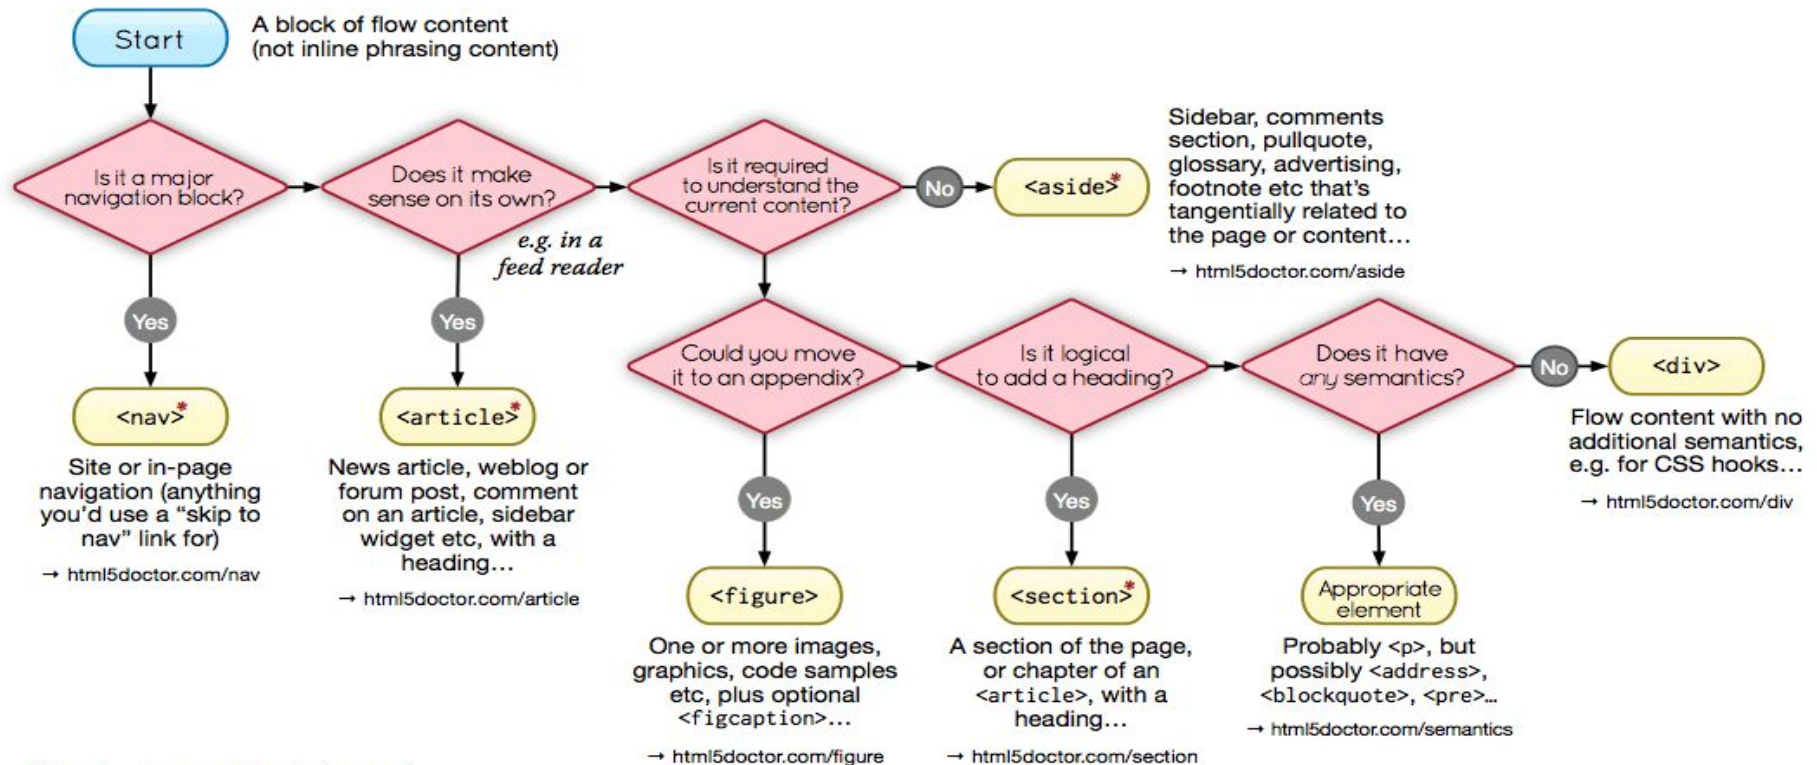 Start
A block of flow content
(not inline phrasing content)
Is it a major
navigation block?
Does it make
sense on its own?
e.g. in a
feed reader
Is it required
to understand the
current content?
No
<aside>*
Sidebar, comments
section, pullquote,
glossary, advertising,
footnote etc that's
tangentially related to
the page or content...
→ html5doctor.com/aside
Yes
<nav>*
Site or in-page
navigation (anything
you'd use a “skip to
nav” link for)
→ html5doctor.com/nav
Yes
<article>*
News article, weblog or
forum post, comment
on an article, sidebar
widget etc, with a
heading...
→ html5doctor.com/article
Could you move
it to an appendix?
Yes
<figure>
One or more images,
graphics, code samples
etc, plus optional
<figcaption>...
→ html5doctor.com/figure
Is it logical
to add a heading?
Yes
<section>*
A section of the page,
or chapter of an
<article>, with a
heading...
→ html5doctor.com/section
Does it have
any semantics?
Yes
Appropriate
element
Probably <p>, but
possibly <address>,
<blockquote>, <pre>...
→ html5doctor.com/semantics
No
<div>
Flow content with no
additional semantics,
e.g. for CSS hooks...
→ html5doctor.com/div